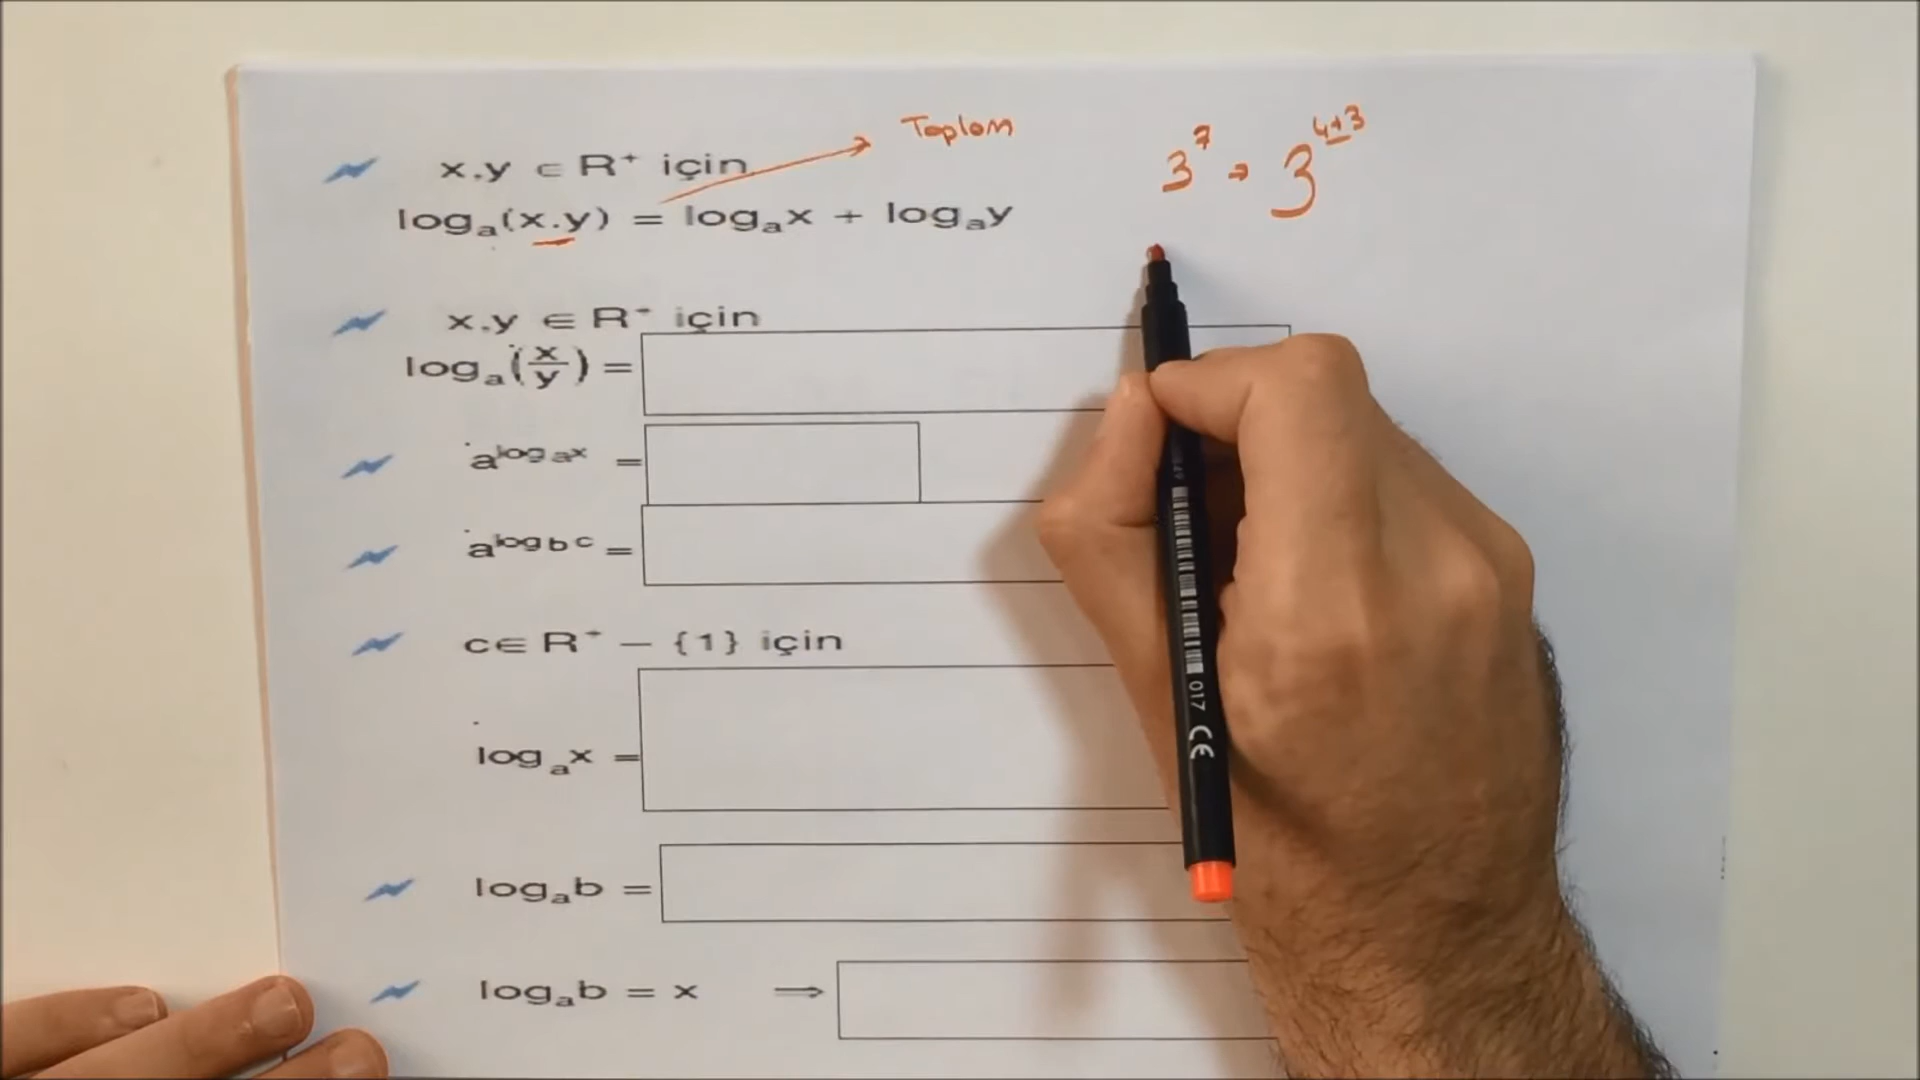 Toplam
3⁷ → 3⁴⁺³
x.y ∈ R⁺ için
logₐ(x.y) = logₐx + logₐy
x.y ∈ R⁺ için
logₐ(x/y) =
a^(logₐx) =
a^(log_b c) =
c∈ R⁺ − {1} için
logₐx =
logₐb =
logₐb = x ⟹
017 CE